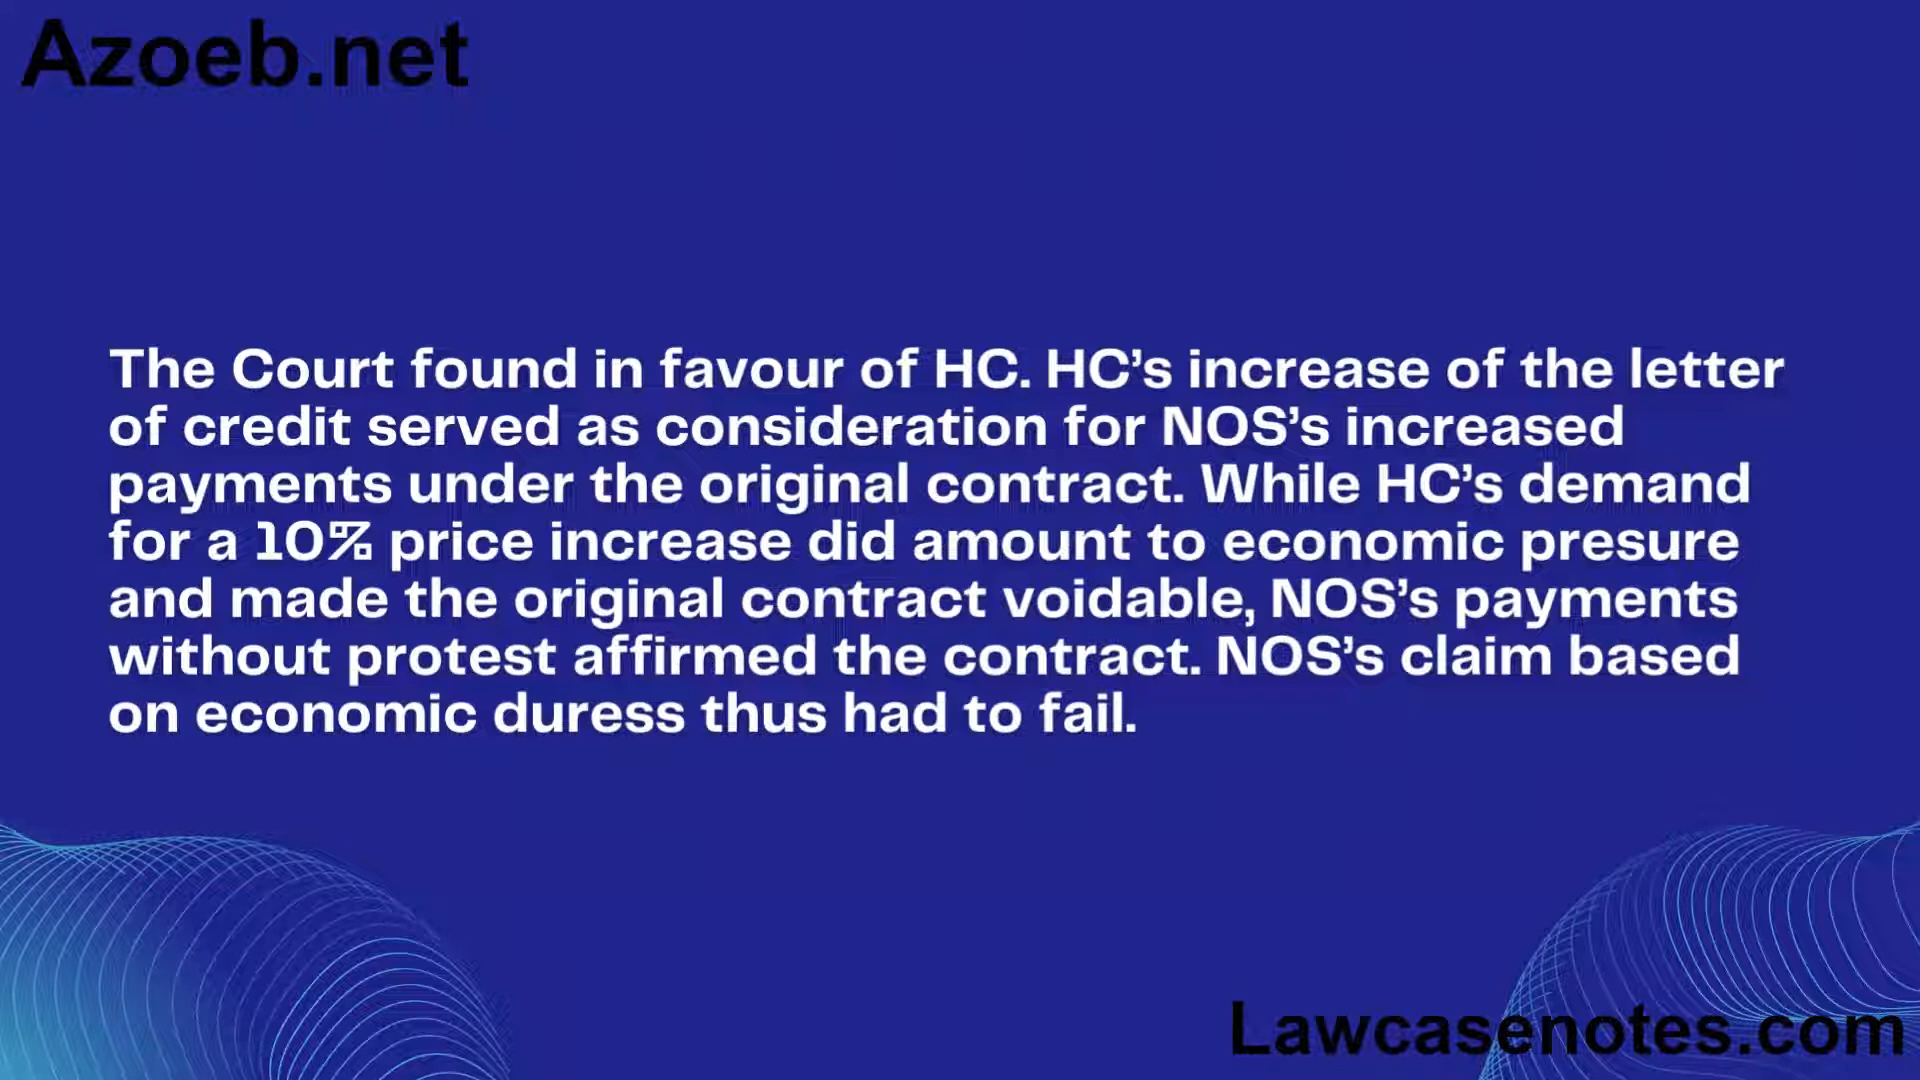 Azoeb.net
The Court found in favour of HC. HC’s increase of the letter
of credit served as consideration for NOS’s increased
payments under the original contract. While HC’s demand
for a 10% price increase did amount to economic presure
and made the original contract voidable, NOS’s payments
without protest affirmed the contract. NOS’s claim based
on economic duress thus had to fail.
Lawcasenotes.com